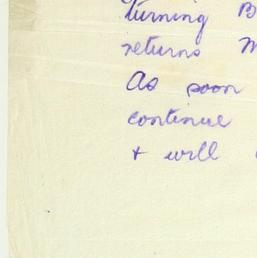 turning B
returns M
As soon
continue
+ will